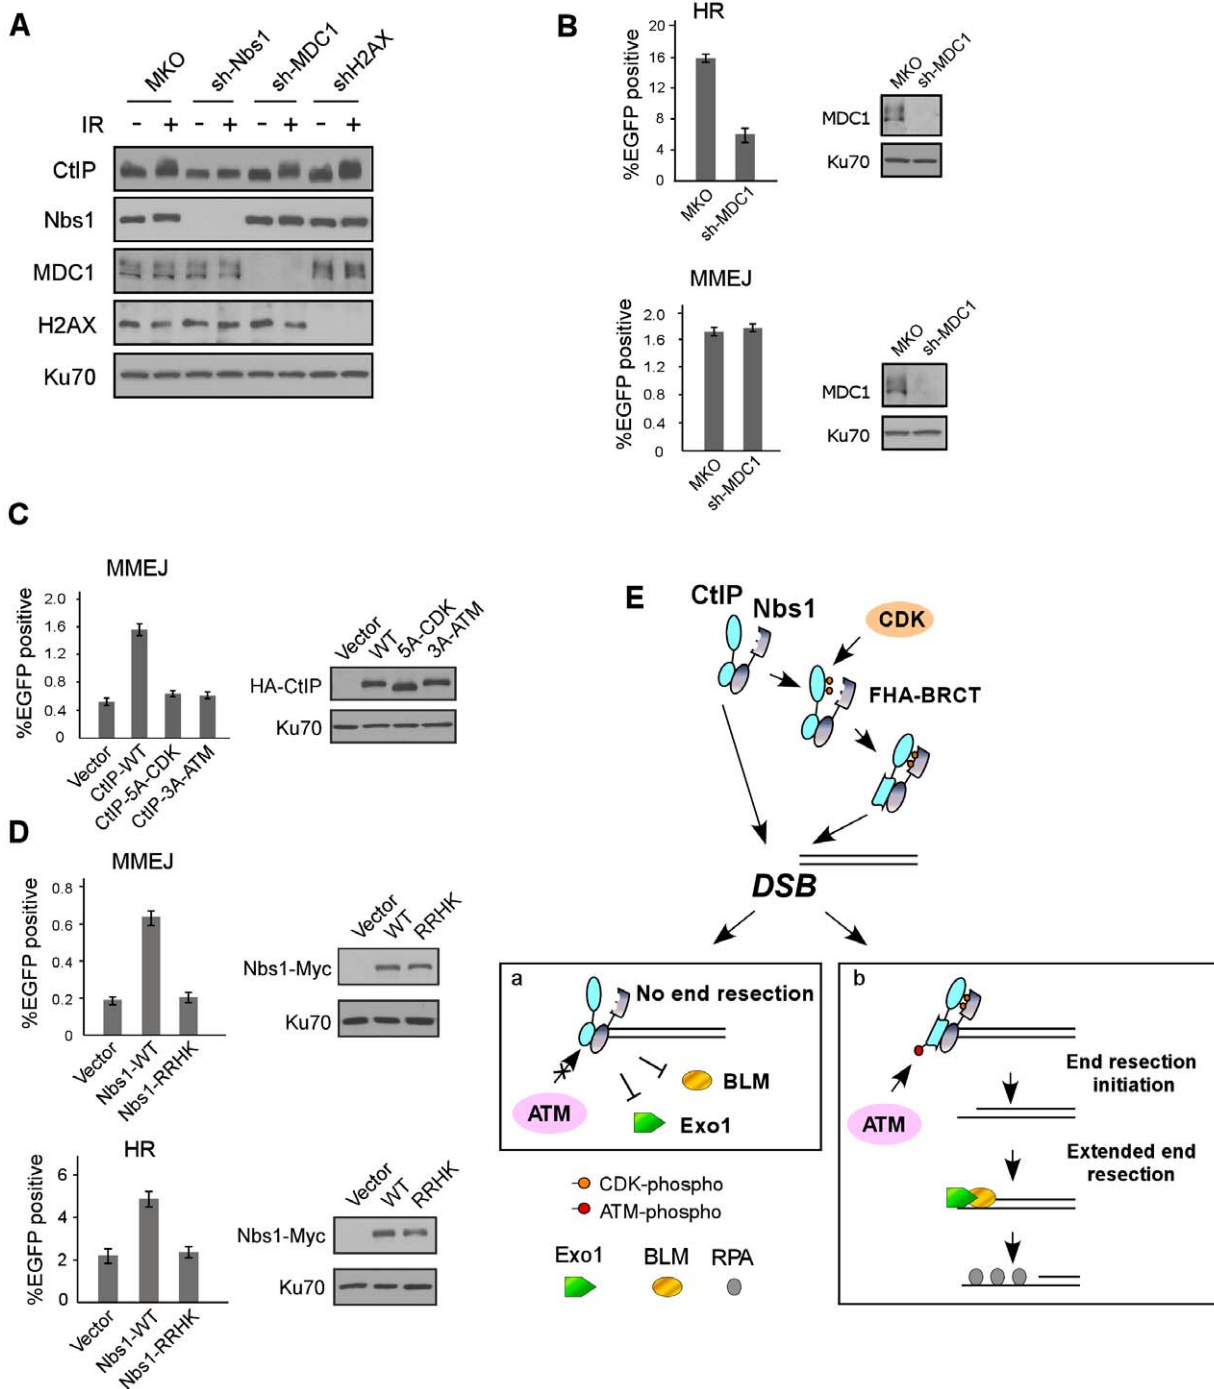 A
MKO
sh-Nbs1
sh-MDC1
shH2AX
IR - + - + - + - +
CtIP
Nbs1
MDC1
H2AX
Ku70
B
HR
%EGFP positive
20
16
12
8
4
0
MKO
sh-MDC1
MKO
sh-MDC1
MDC1
Ku70
MMEJ
%EGFP positive
2.0
1.6
1.2
0.8
0.4
0
MKO
sh-MDC1
MKO
sh-MDC1
MDC1
Ku70
C
MMEJ
%EGFP positive
2.0
1.6
1.2
0.8
0.4
0
Vector
CtIP-WT
CtIP-5A-CDK
CtIP-3A-ATM
Vector
WT
5A-CDK
3A-ATM
HA-CtIP
Ku70
D
MMEJ
%EGFP positive
0.8
0.6
0.4
0.2
0
Vector
Nbs1-WT
Nbs1-RRHK
Vector
WT
RRHK
Nbs1-Myc
Ku70
HR
%EGFP positive
6
4
2
0
Vector
Nbs1-WT
Nbs1-RRHK
Vector
WT
RRHK
Nbs1-Myc
Ku70
E
CtIP
Nbs1
CDK
FHA-BRCT
DSB
a
No end resection
BLM
ATM
Exo1
CDK-phospho
ATM-phospho
Exo1 BLM RPA
b
End resection
initiation
ATM
Extended end
resection